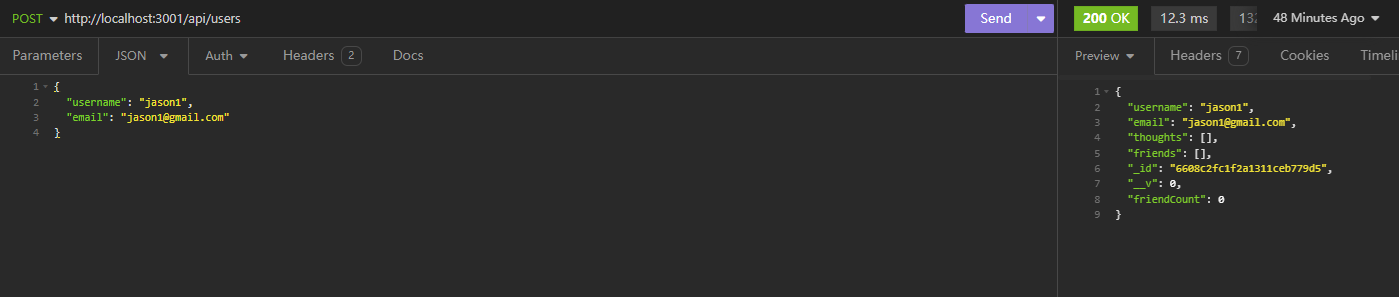 POST http://localhost:3001/api/users Send 200 OK 12.3 ms 48 Minutes Ago
Parameters JSON Auth Headers 2 Docs Preview Headers 7 Cookies
1 {
2 "username": "jason1",
3 "email": "jason1@gmail.com"
4 }
1 {
2 "username": "jason1",
3 "email": "jason1@gmail.com",
4 "thoughts": [],
5 "friends": [],
6 "_id": "6608c2fc1f2a1311ceb779d5",
7 "__v": 0,
8 "friendCount": 0
9 }